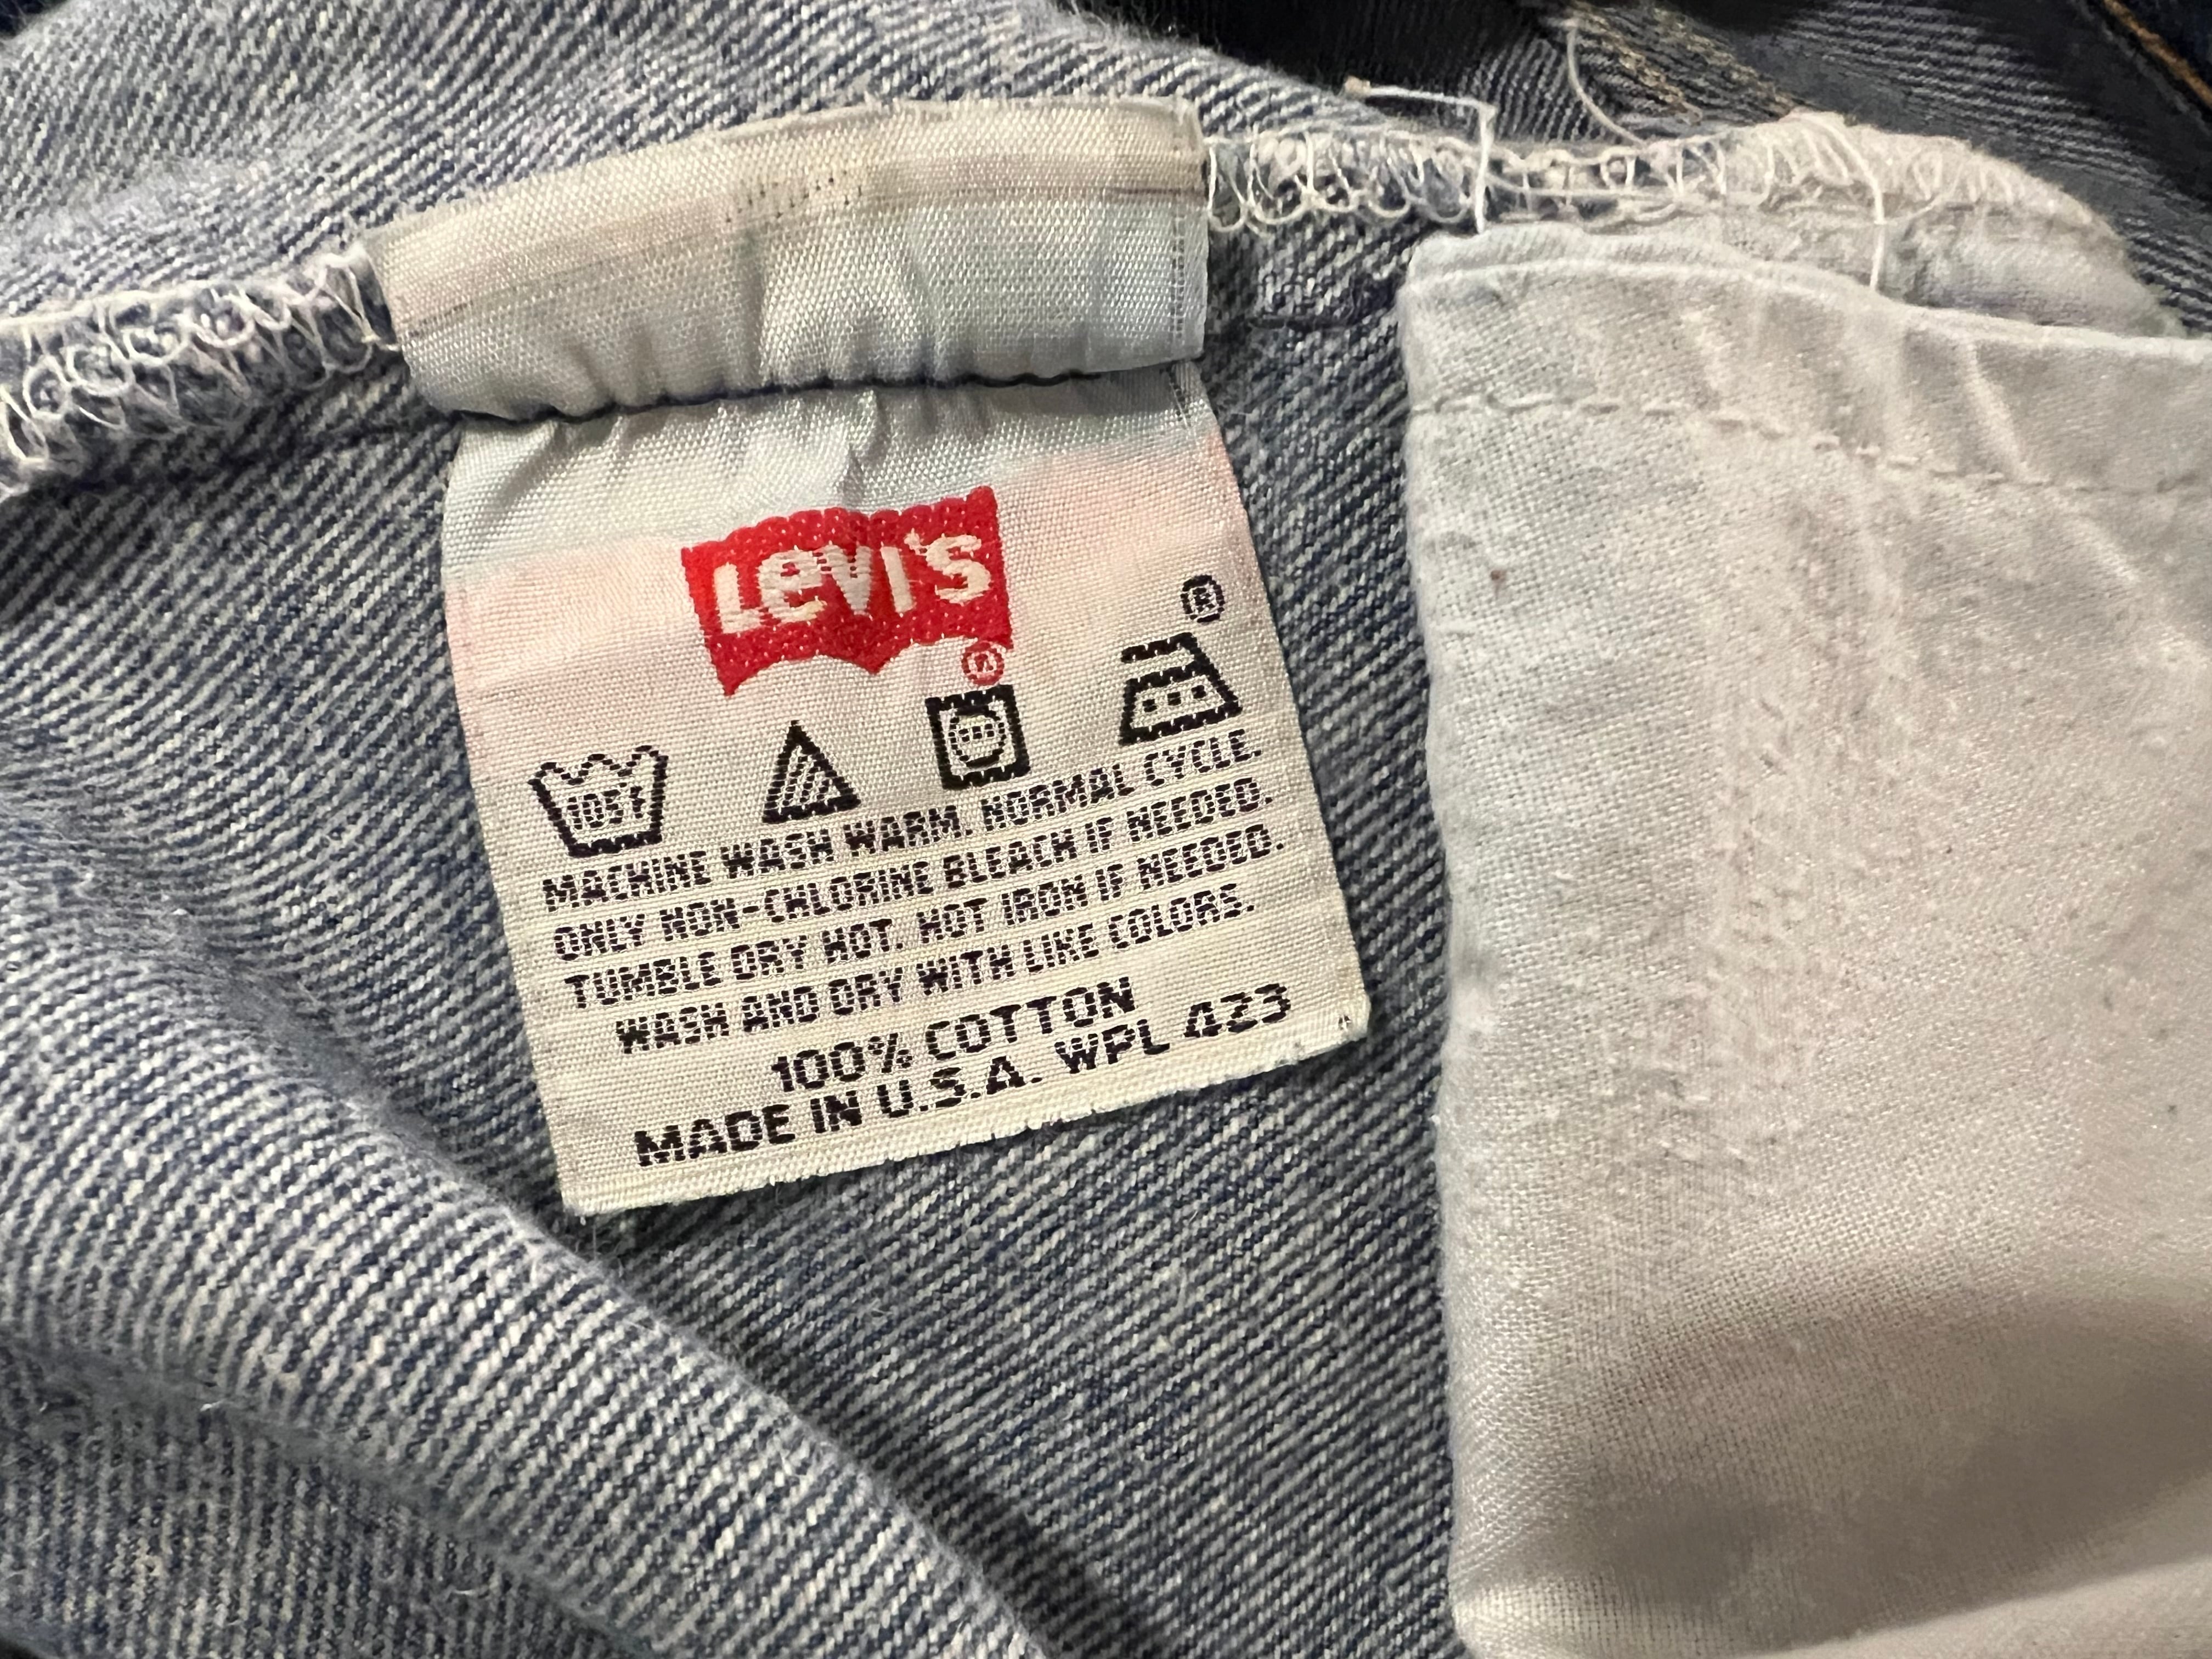 Levi's
®
®
105F
MACHINE WASH WARM. NORMAL CYCLE.
ONLY NON-CHLORINE BLEACH IF NEEDED.
TUMBLE DRY HOT. HOT IRON IF NEEDED.
WASH AND DRY WITH LIKE COLORS.
100% COTTON
MADE IN U.S.A. WPL 423